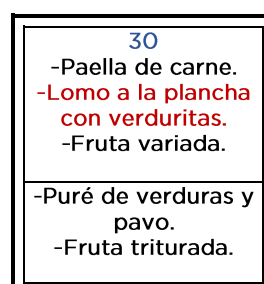 30
-Paella de carne.
-Lomo a la plancha
con verduritas.
-Fruta variada.
-Puré de verduras y
pavo.
-Fruta triturada.